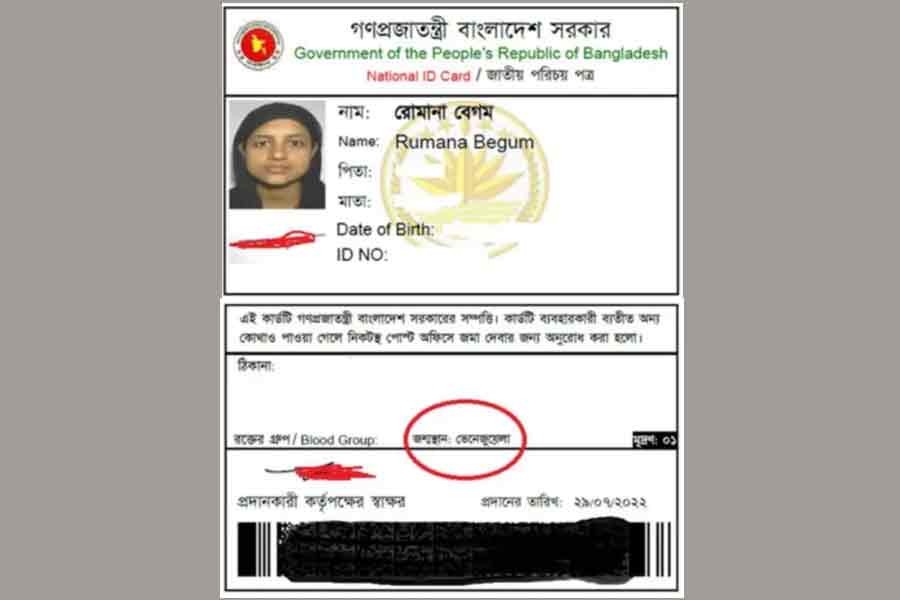 গণপ্রজাতন্ত্রী বাংলাদেশ সরকার
Government of the People's Republic of Bangladesh
National ID Card / জাতীয় পরিচয় পত্র
নাম: রোমানা বেগম
Name: Rumana Begum
পিতা:
মাতা:
Date of Birth:
ID NO:
এই কার্ডটি গণপ্রজাতন্ত্রী বাংলাদেশ সরকারের সম্পত্তি। কার্ডটি ব্যবহারকারী ব্যতীত অন্য
কোথাও পাওয়া গেলে নিকটস্থ পোস্ট অফিসে জমা দেবার জন্য অনুরোধ করা হলো।
ঠিকানা:
রক্তের গ্রুপ / Blood Group: জন্মস্থান: ভেনেজুয়েলা মুদ্রণ: ০১
প্রদানকারী কর্তৃপক্ষের স্বাক্ষর প্রদানের তারিখ: ২৯/০৭/২০২২